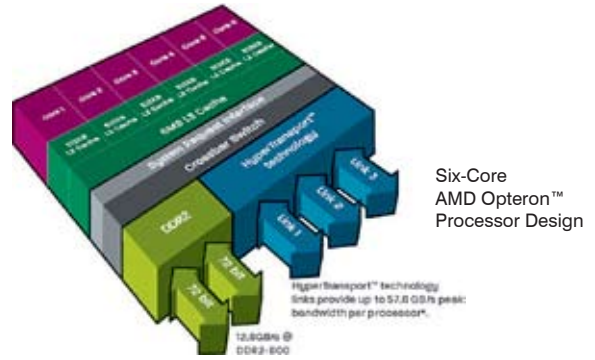 Core 1
Core 2
Core 3
Core 4
Core 5
Core 6
512KB
L2 Cache
512KB
L2 Cache
512KB
L2 Cache
512KB
L2 Cache
512KB
L2 Cache
512KB
L2 Cache
6MB L3 Cache
System Request Interface
Crossbar Switch
HyperTransport™
technology
DDR2
Link 1
Link 2
Link 3
72 bit
72 bit
Six-Core
AMD Opteron™
Processor Design
HyperTransport™ technology
links provide up to 57.6 GB/s peak
bandwidth per processor*.
12.8GB/s @
DDR2-800